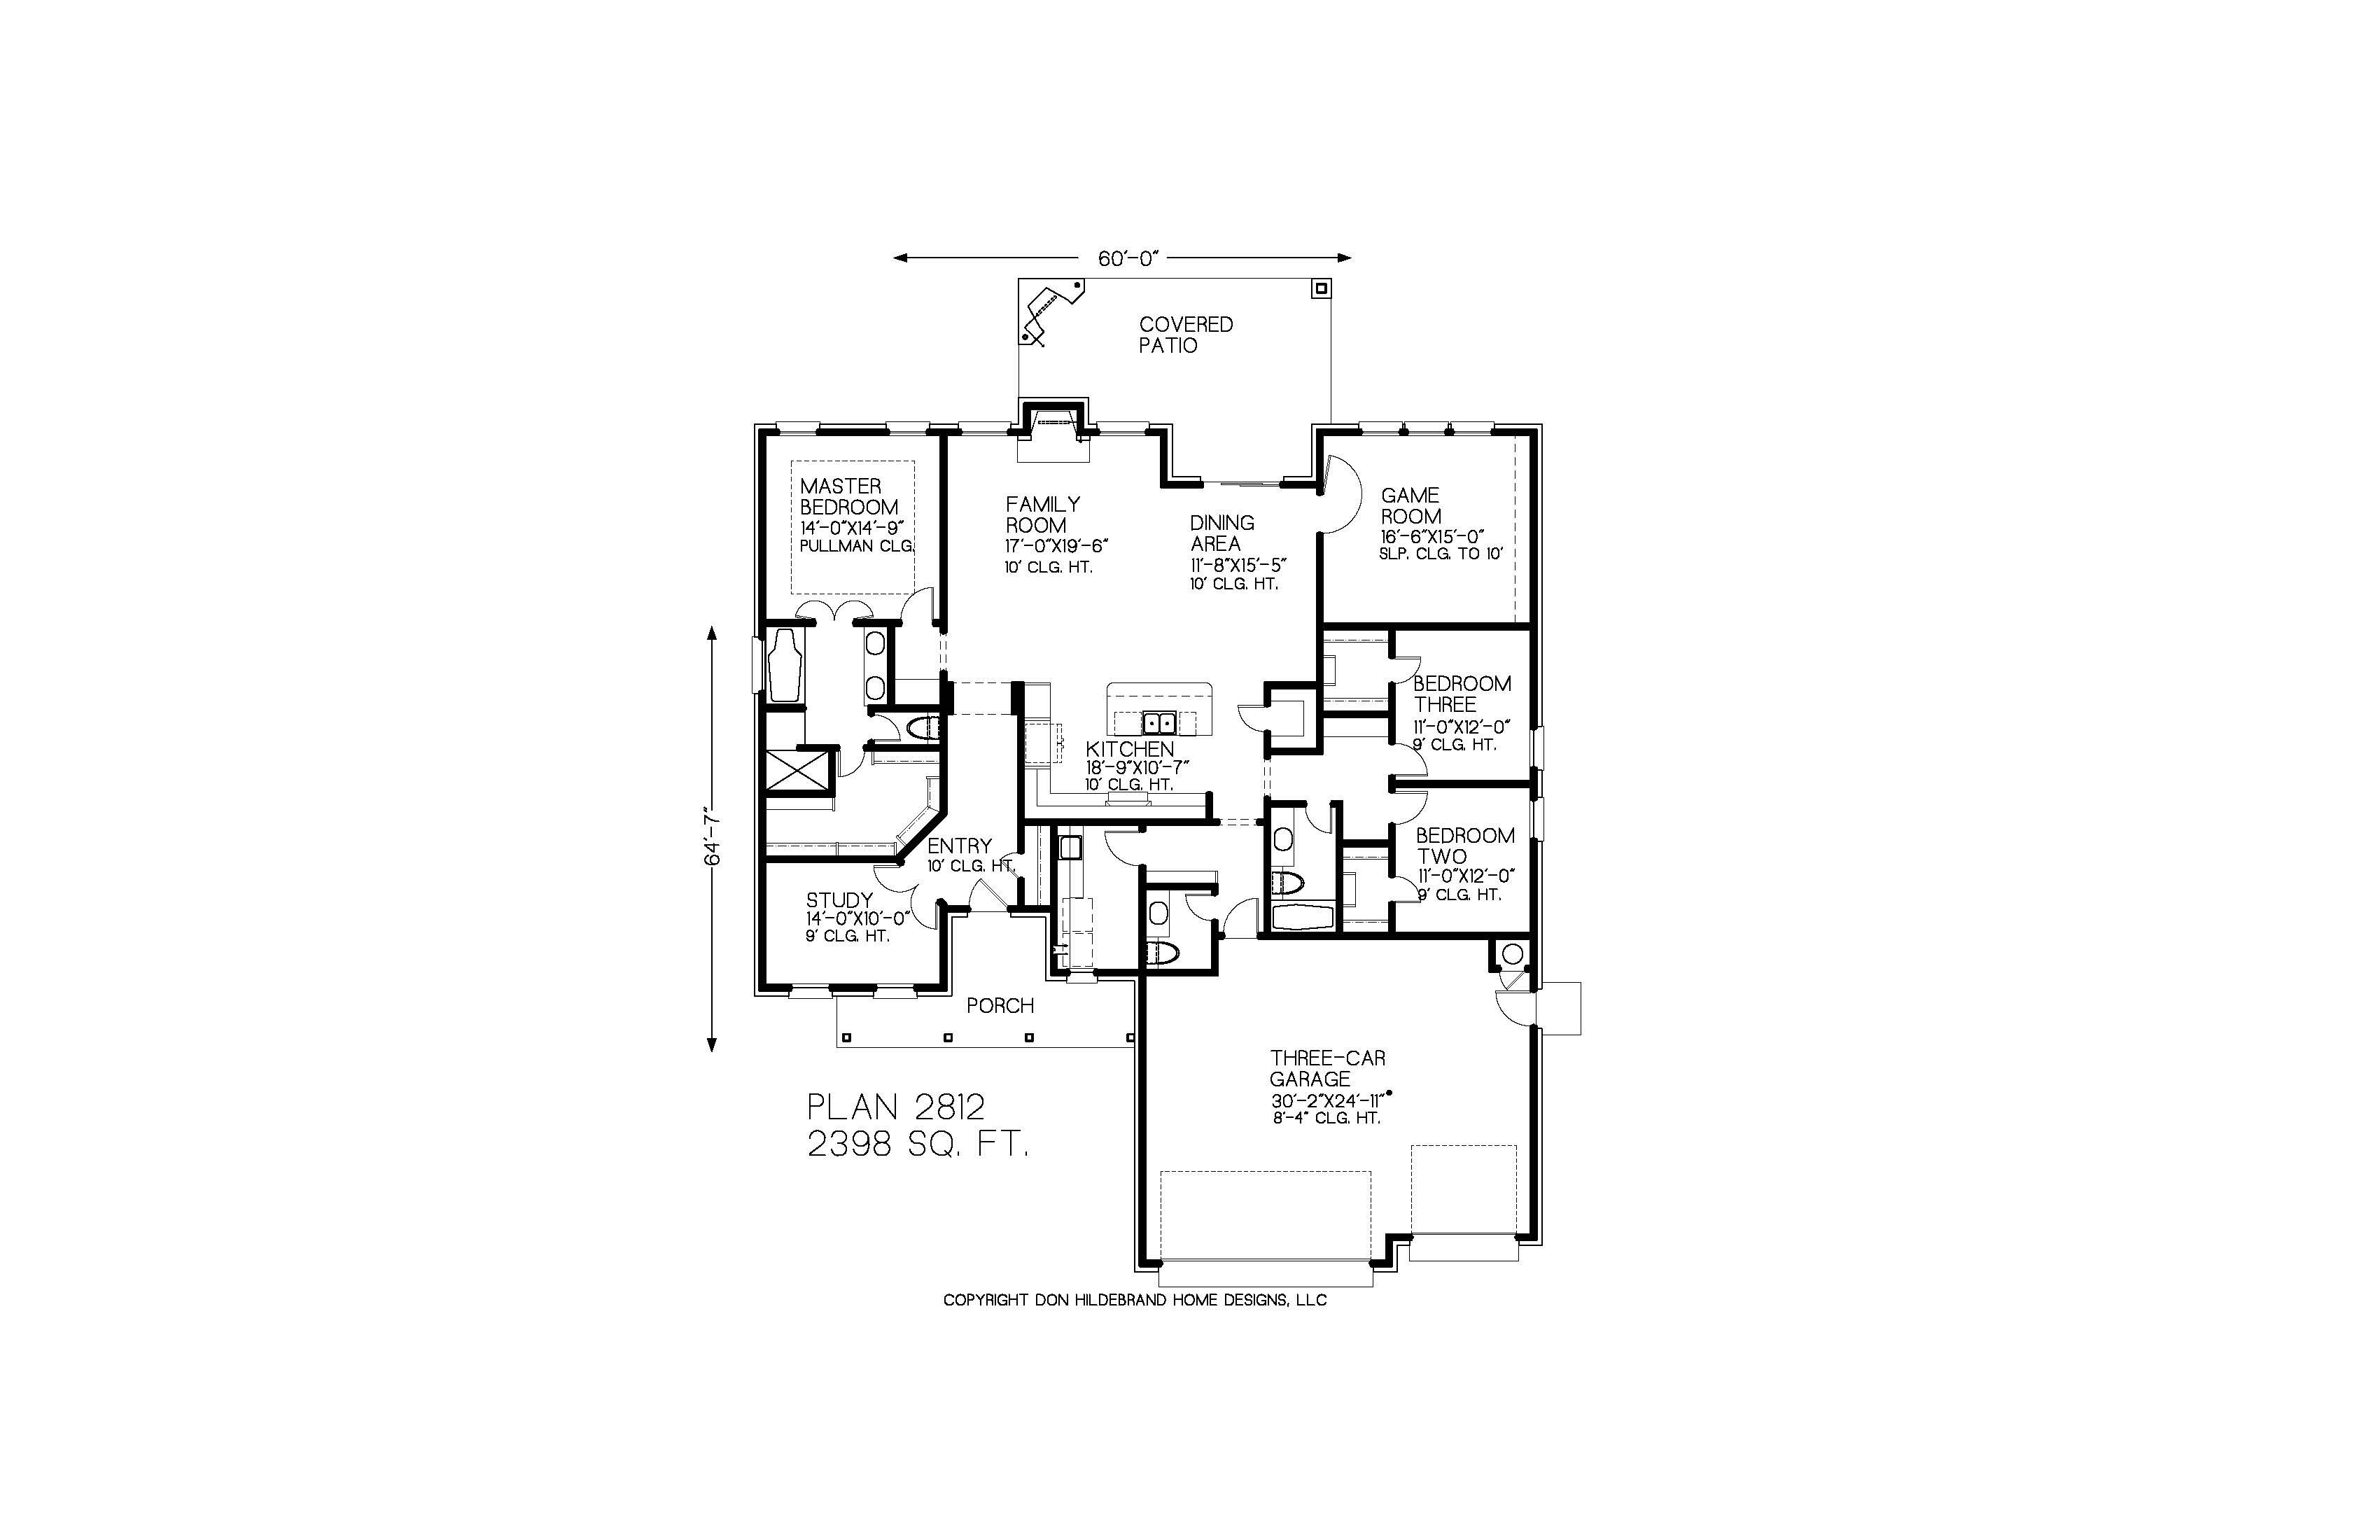 60'-0"
COVERED
PATIO
MASTER
BEDROOM
14'-0"X14'-9"
PULLMAN CLG.
FAMILY
ROOM
17'-0"X19'-6"
10' CLG. HT.
DINING
AREA
11'-8"X15'-5"
10' CLG. HT.
GAME
ROOM
16'-6"X15'-0"
SLP. CLG. TO 10'
BEDROOM
THREE
11'-0"X12'-0"
9' CLG. HT.
KITCHEN
18'-9"X10'-7"
10' CLG. HT.
64'-7"
ENTRY
10' CLG. HT.
BEDROOM
TWO
11'-0"X12'-0"
9' CLG. HT.
STUDY
14'-0"X10'-0"
9' CLG. HT.
PORCH
THREE-CAR
GARAGE
30'-2"X24'-11"
8'-4" CLG. HT.
PLAN 2812
2398 SQ. FT.
COPYRIGHT DON HILDEBRAND HOME DESIGNS, LLC